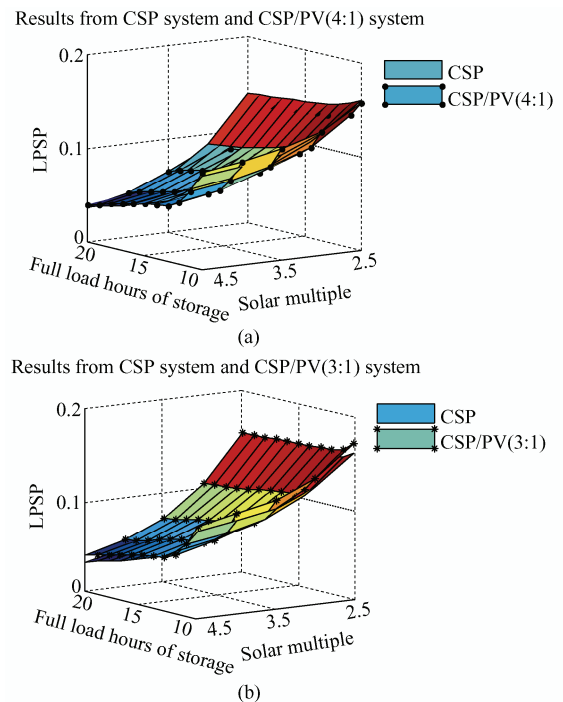 Results from CSP system and CSP/PV(4:1) system
0.2
CSP
CSP/PV(4:1)
0.1
LPSP
0
20
15
10
4.5
3.5
2.5
Full load hours of storage
Solar multiple
(a)
Results from CSP system and CSP/PV(3:1) system
0.2
CSP
CSP/PV(3:1)
0.1
LPSP
0
20
15
10
4.5
3.5
2.5
Full load hours of storage
Solar multiple
(b)